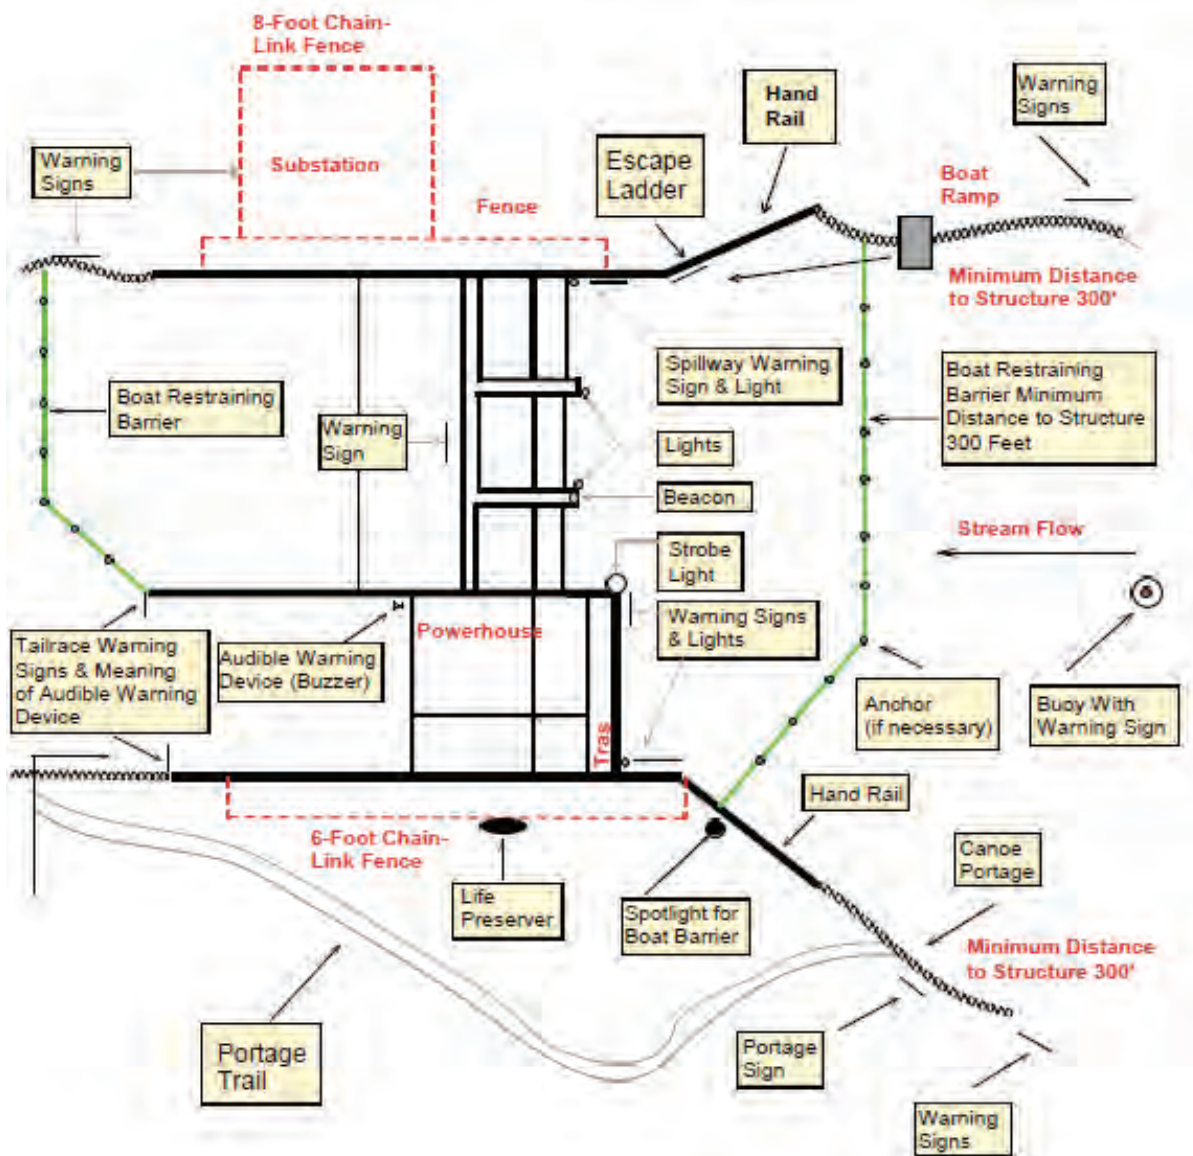 8-Foot Chain-
Link Fence
Warning
Signs
Substation
Fence
Escape
Ladder
Hand
Rail
Warning
Signs
Boat
Ramp
Minimum Distance
to Structure 300'
Boat Restraining
Barrier
Warning
Sign
Spillway Warning
Sign & Light
Lights
Beacon
Strobe
Light
Boat Restraining
Barrier Minimum
Distance to Structure
300 Feet
Stream Flow
Tailrace Warning
Signs & Meaning
of Audible Warning
Device
Audible Warning
Device (Buzzer)
Powerhouse
Warning Signs
& Lights
Tras
Anchor
(if necessary)
Buoy With
Warning Sign
6-Foot Chain-
Link Fence
Hand Rail
Life
Preserver
Spotlight for
Boat Barrier
Canoe
Portage
Minimum Distance
to Structure 300'
Portage
Trail
Portage
Sign
Warning
Signs